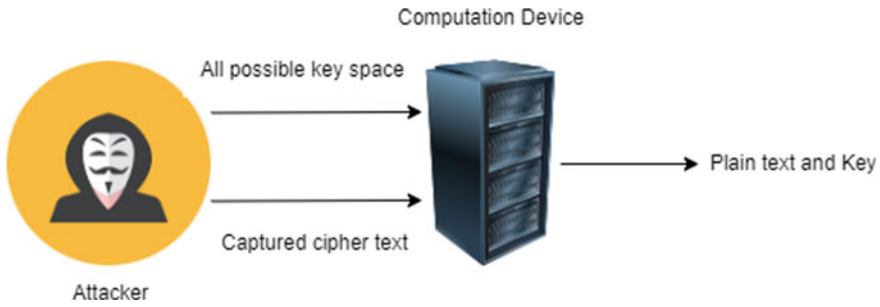 Computation Device
All possible key space
Plain text and Key
Captured cipher text
Attacker